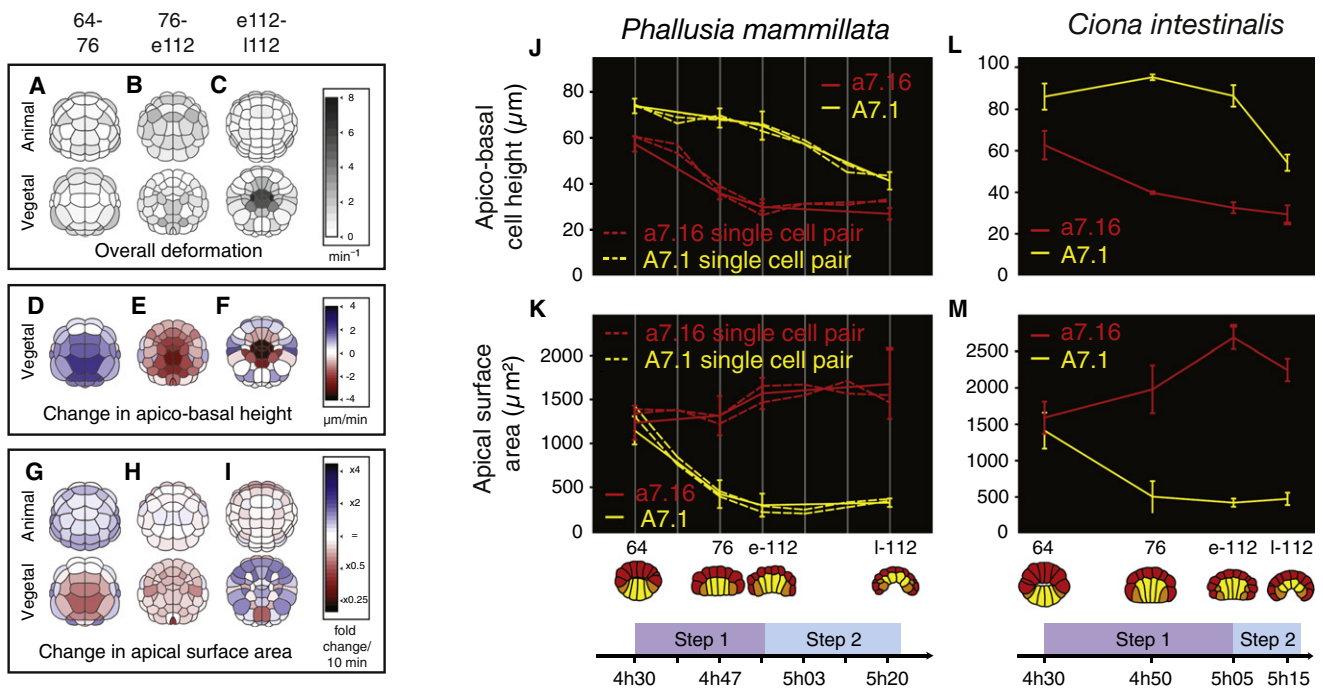 64-
76
76-
e112
e112-
l112
A
B
C
Animal
Vegetal
8
6
4
2
0
min⁻¹
Overall deformation
D
E
F
Vegetal
4
2
0
-2
-4
µm/min
Change in apico-basal height
G
H
I
Animal
Vegetal
x4
x2
=
x0.5
-x0.25
fold
change/
10 min
Change in apical surface area
Phallusia mammillata
J
Apico-basal
cell height (µm)
80
60
40
20
0
a7.16
A7.1
a7.16 single cell pair
A7.1 single cell pair
K
Apical surface
area (µm²)
2000
1500
1000
500
0
a7.16 single cell pair
A7.1 single cell pair
a7.16
A7.1
64
76
e-112
l-112
Step 1
Step 2
4h30
4h47
5h03
5h20
Ciona intestinalis
L
100
80
60
40
20
0
a7.16
A7.1
M
2500
2000
1500
1000
500
0
a7.16
A7.1
64
76
e-112
l-112
Step 1
Step 2
4h30
4h50
5h05
5h15